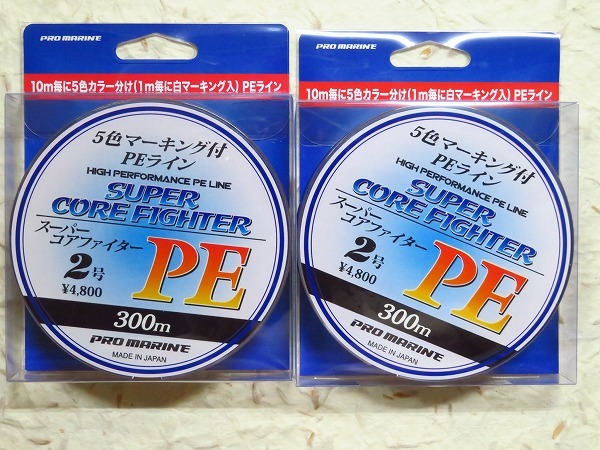 PRO MARINE
10m毎に5色カラー分け(1m毎に白マーキング入) PEライン
5色マーキング付
PEライン
HIGH PERFORMANCE PE LINE
SUPER
CORE FIGHTER
スーパー
コアファイター
PE
2号
¥4,800
300m
PRO MARINE
MADE IN JAPAN
PRO MARINE
10m毎に5色カラー分け(1m毎に白マーキング入) PEライン
5色マーキング付
PEライン
HIGH PERFORMANCE PE LINE
SUPER
CORE FIGHTER
スーパー
コアファイター
PE
2号
¥4,800
300m
PRO MARINE
MADE IN JAPAN